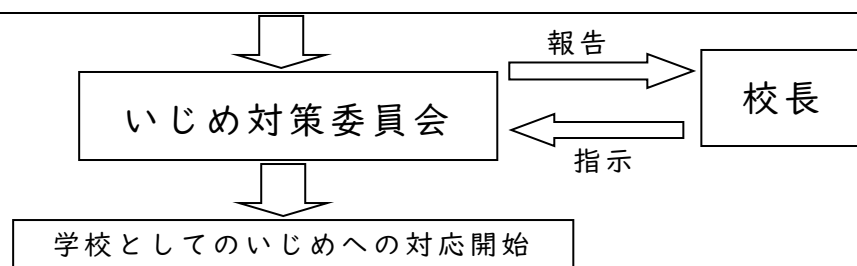 報告
いじめ対策委員会
校長
指示
学校としてのいじめへの対応開始